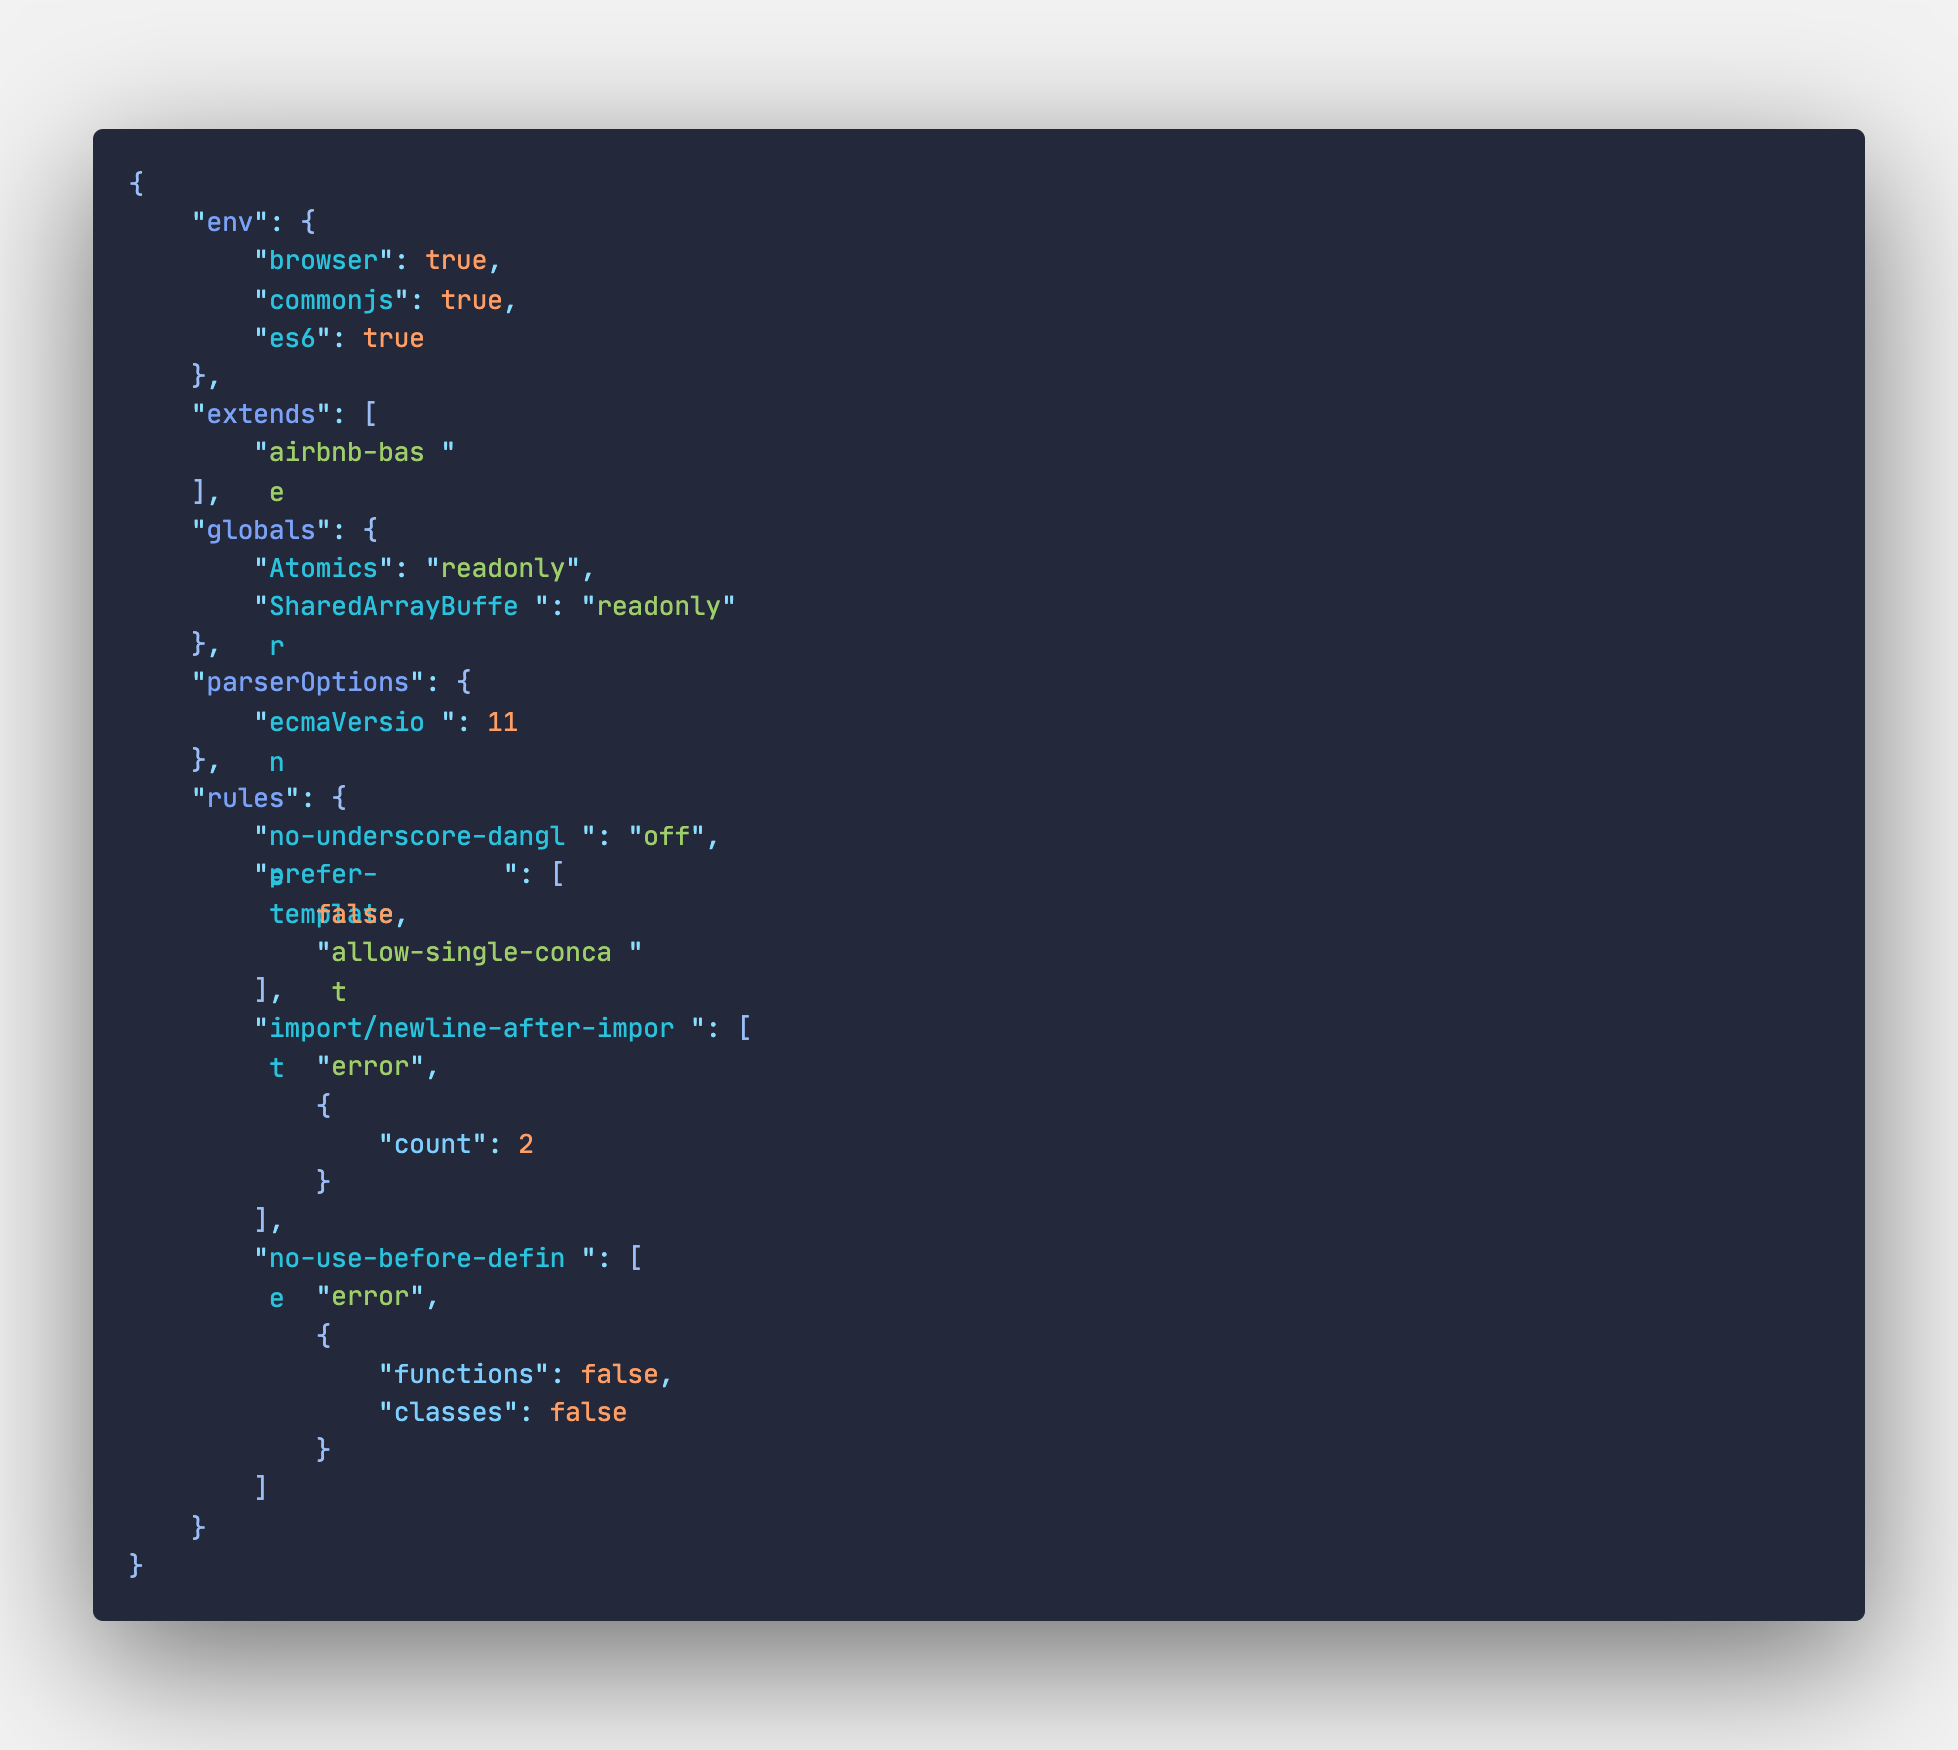 {
    "env": {
        "browser": true,
        "commonjs": true,
        "es6": true
    },
    "extends": [
        "airbnb-bas "
    ],   e
    "globals": {
        "Atomics": "readonly",
        "SharedArrayBuffe ": "readonly"
    },   r
    "parserOptions": {
        "ecmaVersio ": 11
    },   n
    "rules": {
        "no-underscore-dangl ": "off",
        e
        "prefer-        ": [
        template
            false,
            "allow-single-conca "
        ],   t
        "import/newline-after-impor ": [
         t  "error",
            {
                "count": 2
            }
        ],
        "no-use-before-defin ": [
         e  "error",
            {
                "functions": false,
                "classes": false
            }
        ]
    }
}